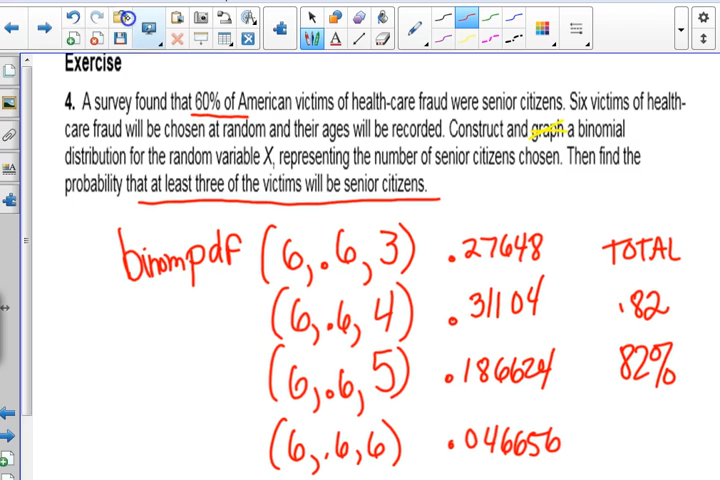 Exercise
4. A survey found that 60% of American victims of health-care fraud were senior citizens. Six victims of health-
care fraud will be chosen at random and their ages will be recorded. Construct and graph a binomial
distribution for the random variable X, representing the number of senior citizens chosen. Then find the
probability that at least three of the victims will be senior citizens.
binompdf (6, .6, 3) .27648 TOTAL
(6, .6, 4) .31104 .82
(6, .6, 5) .186624 82%
(6, .6, 6) .046656